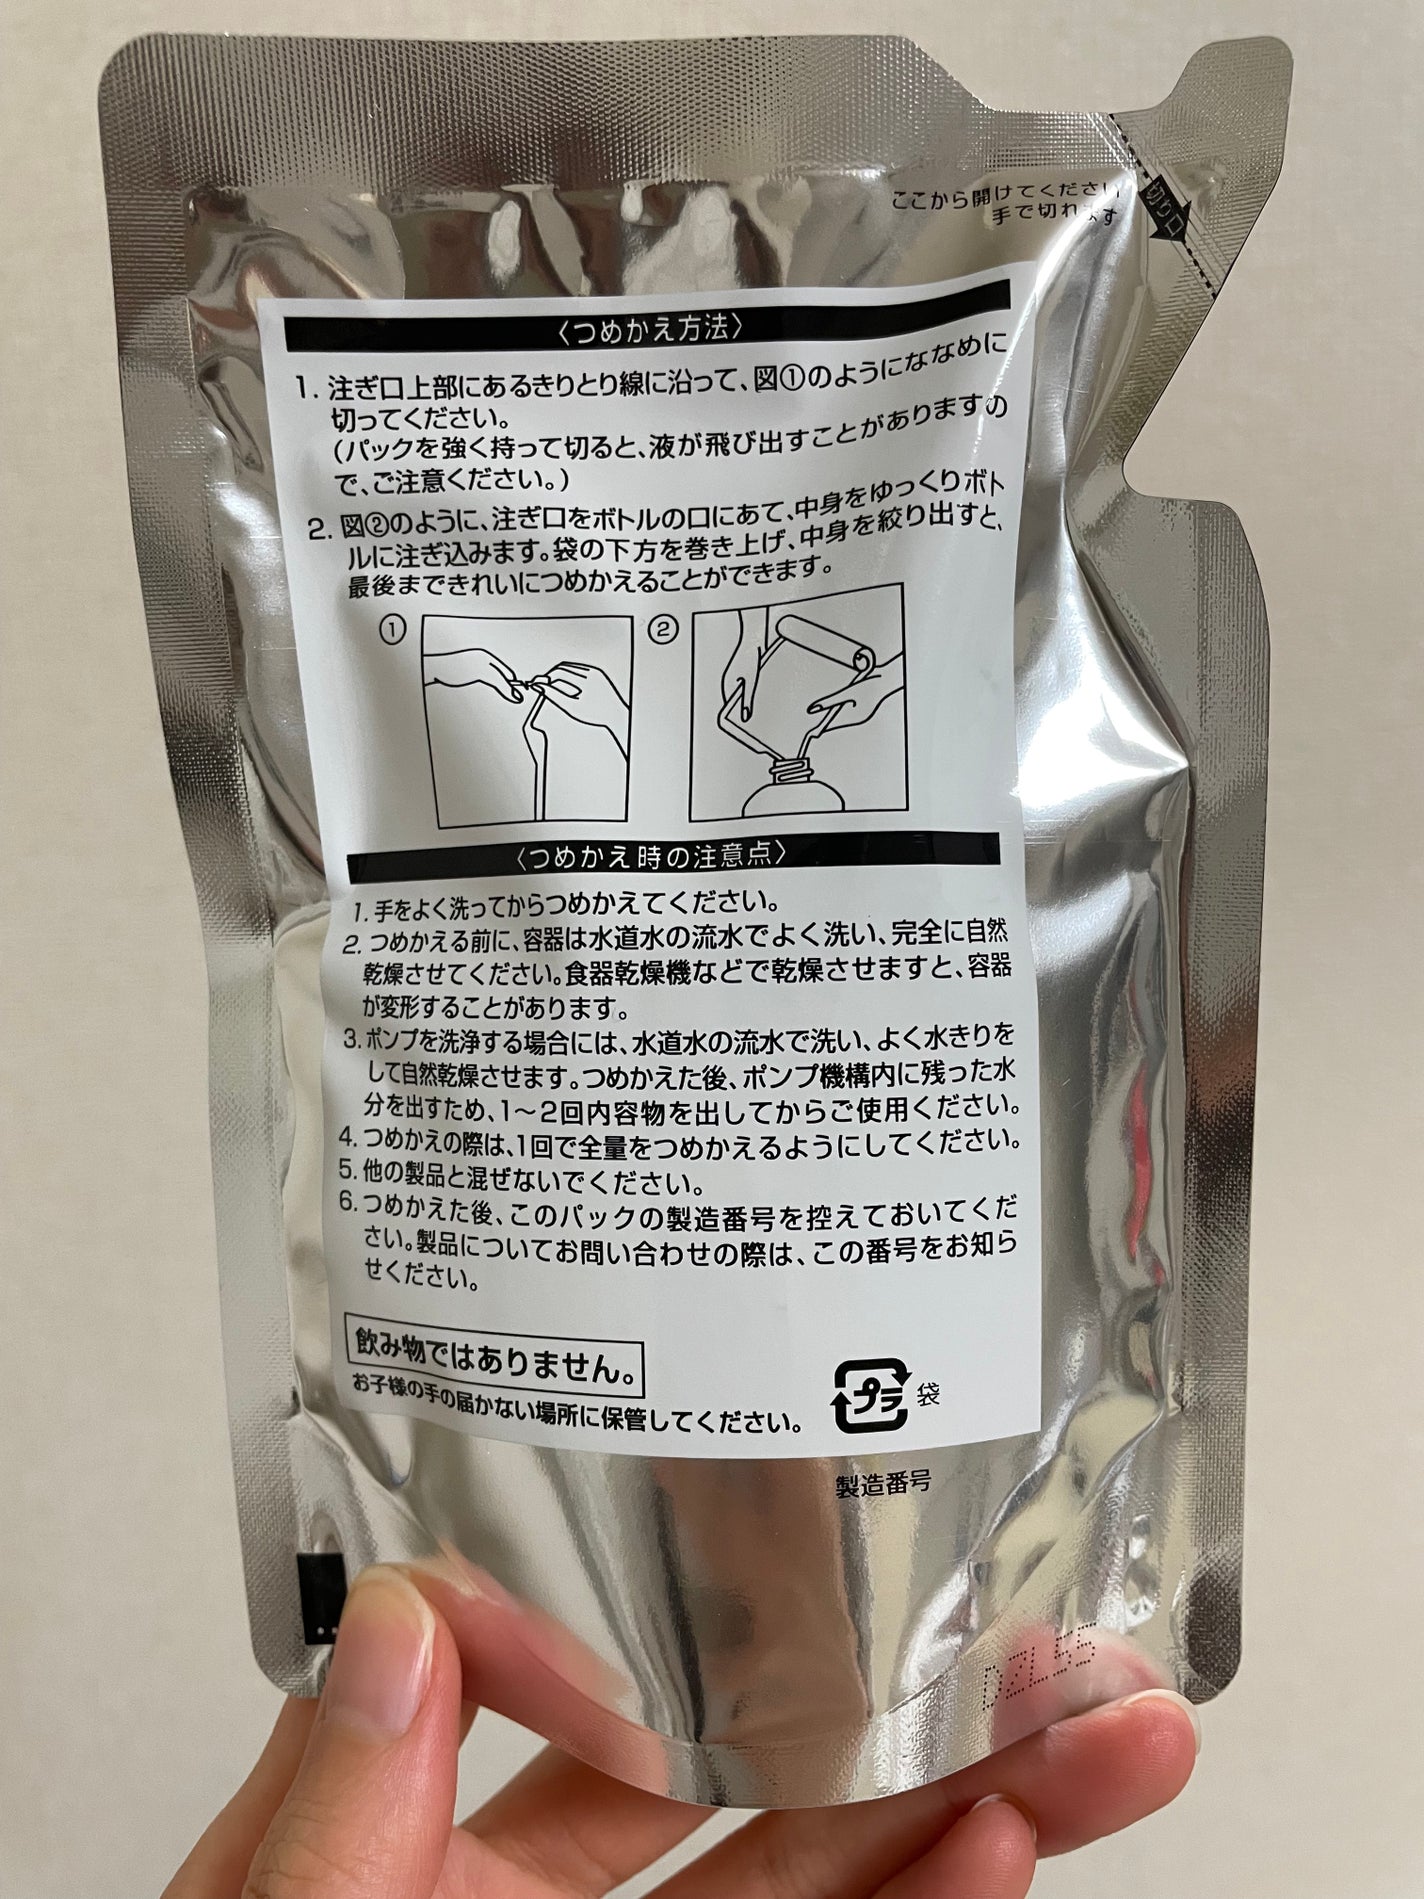 ここから開けてください
手で切れます
切り口
〈つめかえ方法〉
1. 注ぎ口上部にあるきりとり線に沿って、図①のようにななめに
切ってください。
(パックを強く持って切ると、液が飛び出すことがありますの
で、ご注意ください。)
2. 図②のように、注ぎ口をボトルの口にあて、中身をゆっくりボト
ルに注ぎ込みます。袋の下方を巻き上げ、中身を絞り出すと、
最後まできれいにつめかえることができます。
① ②
〈つめかえ時の注意点〉
1. 手をよく洗ってからつめかえてください。
2. つめかえる前に、容器は水道水の流水でよく洗い、完全に自然
乾燥させてください。食器乾燥機などで乾燥させますと、容器
が変形することがあります。
3. ポンプを洗浄する場合には、水道水の流水で洗い、よく水きりを
して自然乾燥させます。つめかえた後、ポンプ機構内に残った水
分を出すため、1〜2回内容物を出してからご使用ください。
4. つめかえの際は、1回で全量をつめかえるようにしてください。
5. 他の製品と混ぜないでください。
6. つめかえた後、このパックの製造番号を控えておいてくだ
さい。製品についてお問い合わせの際は、この番号をお知ら
せください。
飲み物ではありません。
お子様の手の届かない場所に保管してください。
プラ 袋
製造番号
DZL55